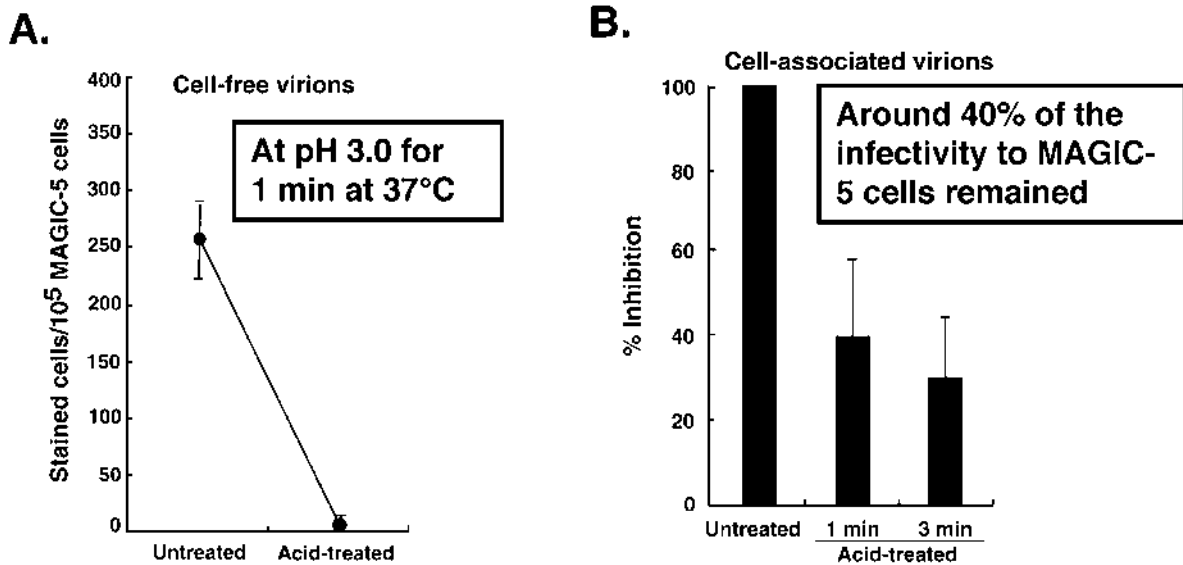 A.
Cell-free virions
At pH 3.0 for
1 min at 37°C
Stained cells/10⁵ MAGIC-5 cells
400
350
300
250
200
150
100
50
0
Untreated
Acid-treated
B.
Cell-associated virions
Around 40% of the
infectivity to MAGIC-
5 cells remained
% Inhibition
100
80
60
40
20
0
Untreated
1 min
3 min
Acid-treated